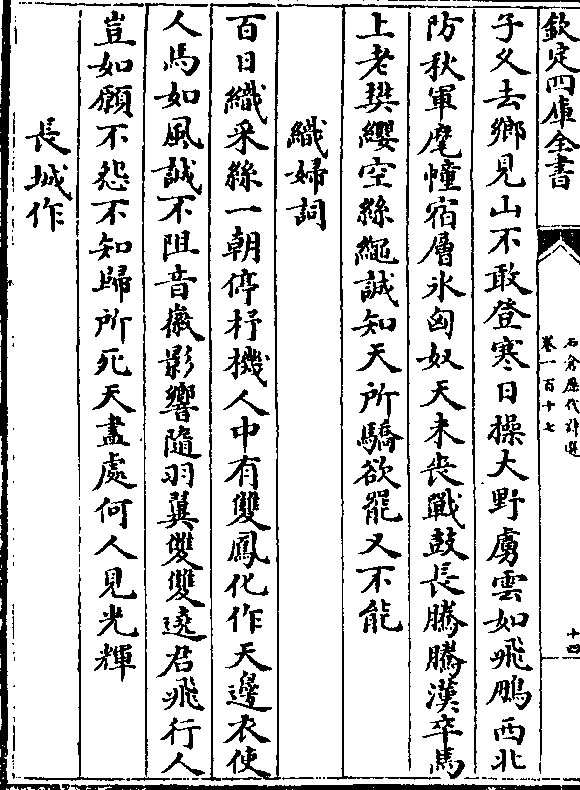 欽定四庫全書
石倉歷代詩選
卷一百十七
十四
子乂去鄉見山不敢登寒日操大野虜雲如飛鵬西北
防秋軍麾幢宿層氷匈奴天未喪戰鼓長騰騰漢卒馬
上老𦆑纓空絲繩誠知天所驕欲罷又不能
織婦詞
百日織采絲一朝停杼機人中有雙鳳化作天邊衣使
人馬如風誠不阻音徽影響隨羽翼雙雙遶君飛行人
豈如願不怨不知歸所死天盡處何人見光輝
長城作